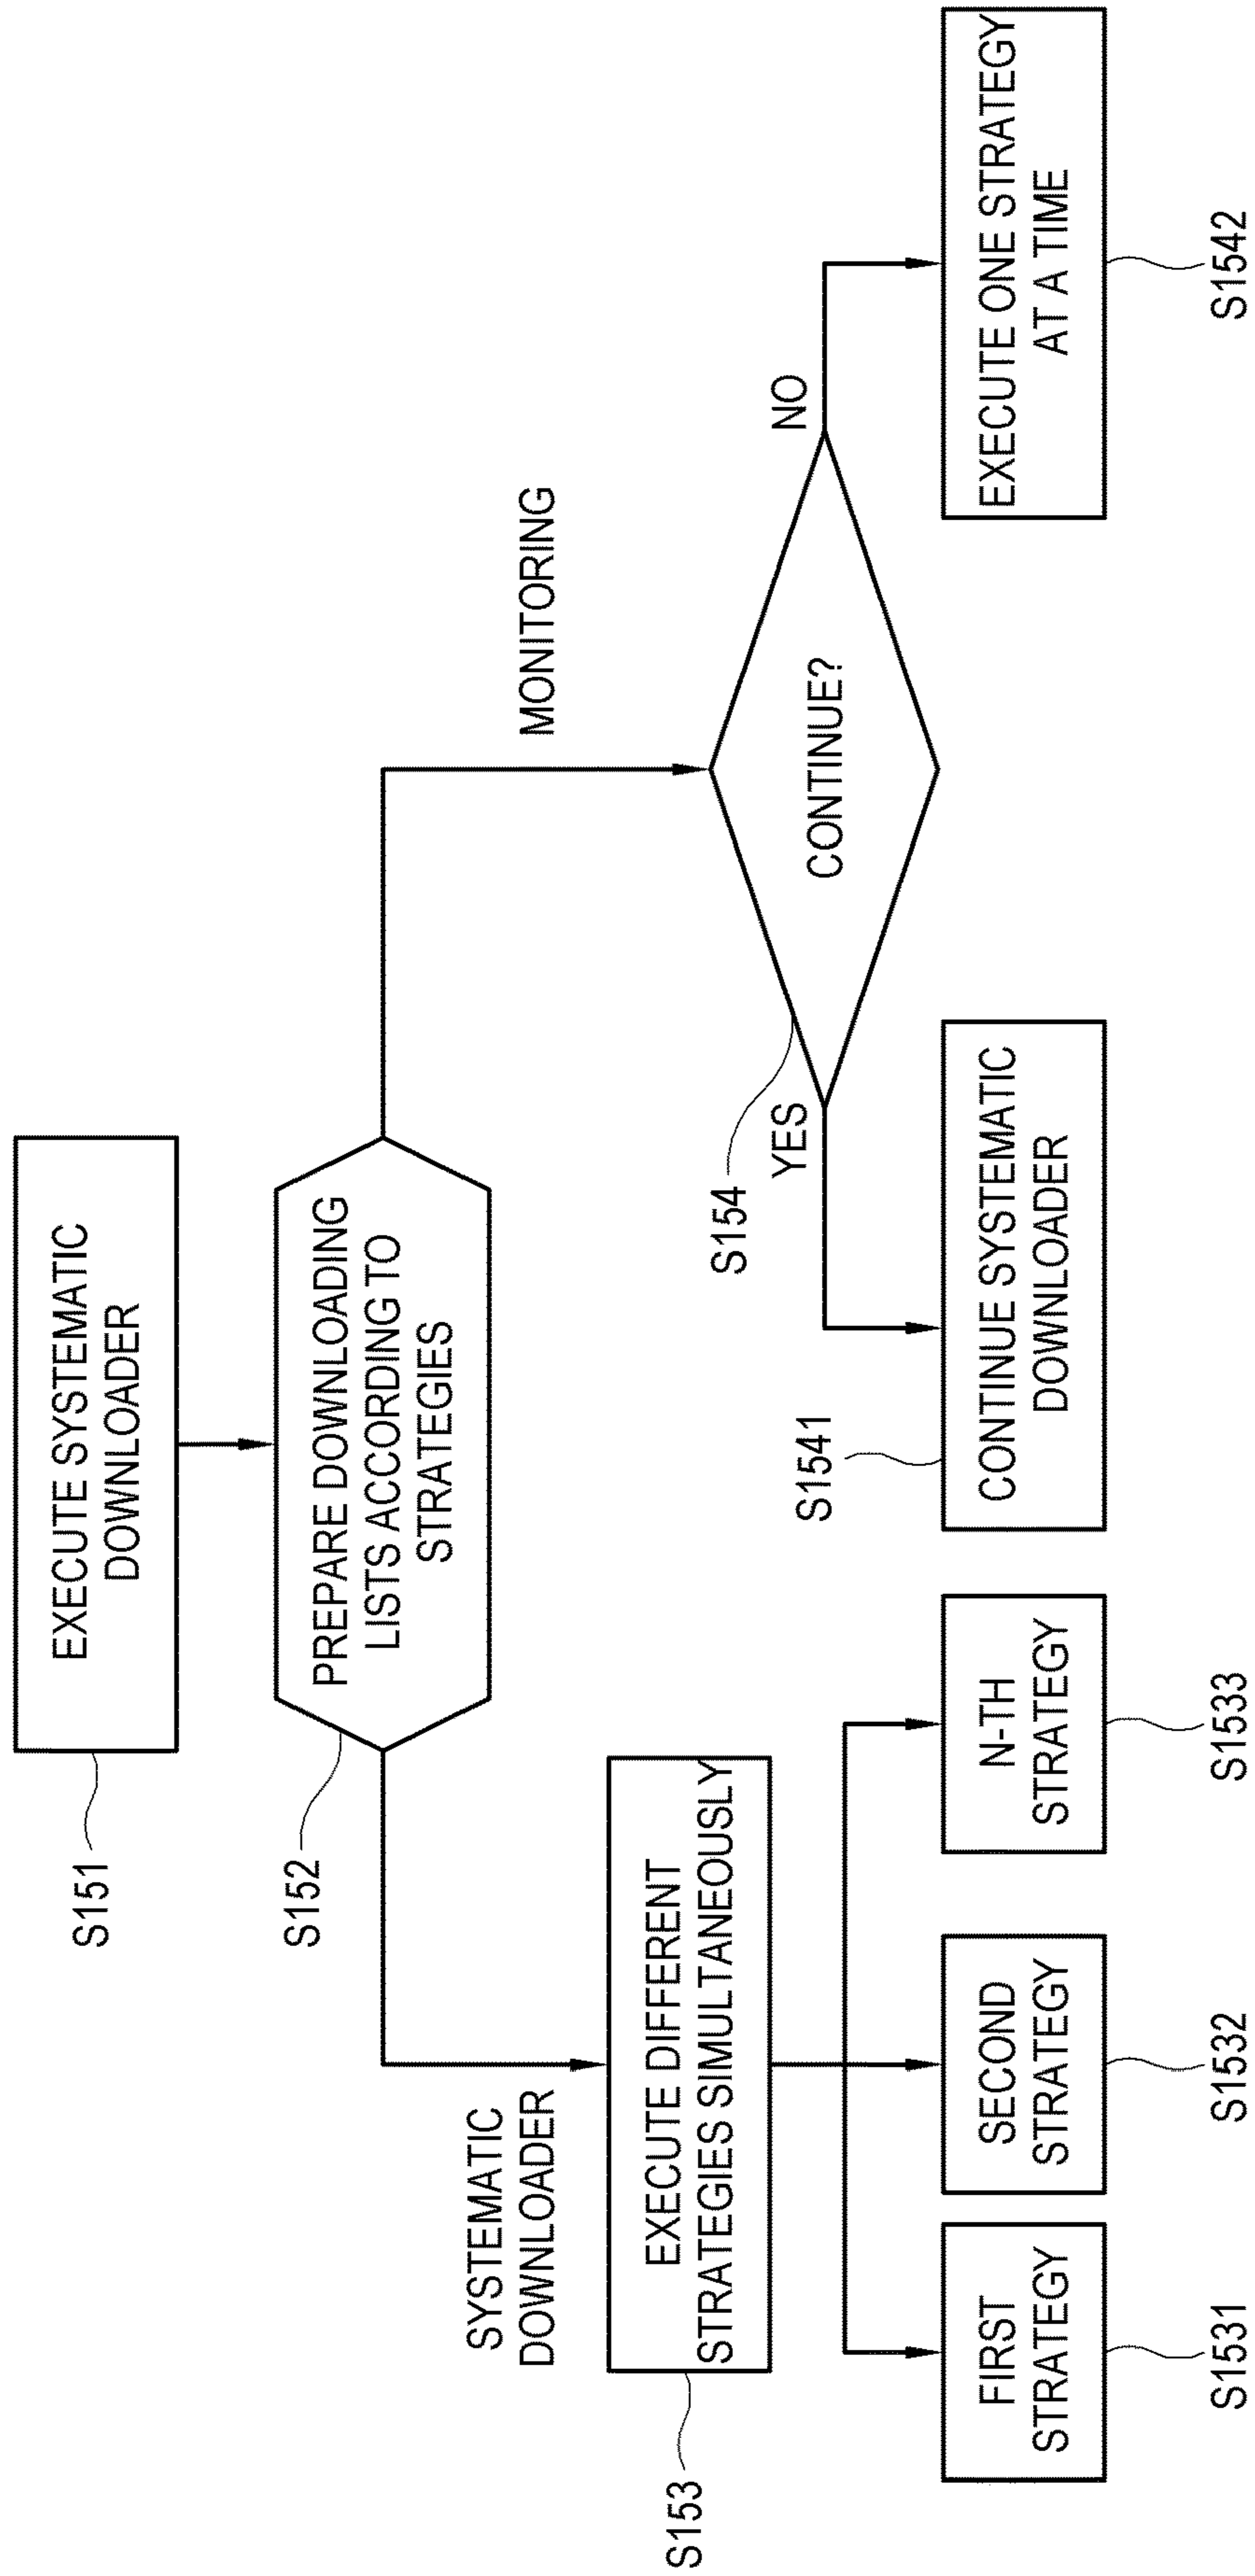 S151
EXECUTE SYSTEMATIC
DOWNLOADER
S152
PREPARE DOWNLOADING
LISTS ACCORDING TO
STRATEGIES
SYSTEMATIC
DOWNLOADER
MONITORING
S153
EXECUTE DIFFERENT
STRATEGIES SIMULTANEOUSLY
S154
YES
CONTINUE?
NO
FIRST
STRATEGY
S1531
SECOND
STRATEGY
S1532
N-TH
STRATEGY
S1533
S1541
CONTINUE SYSTEMATIC
DOWNLOADER
EXECUTE ONE STRATEGY
AT A TIME
S1542